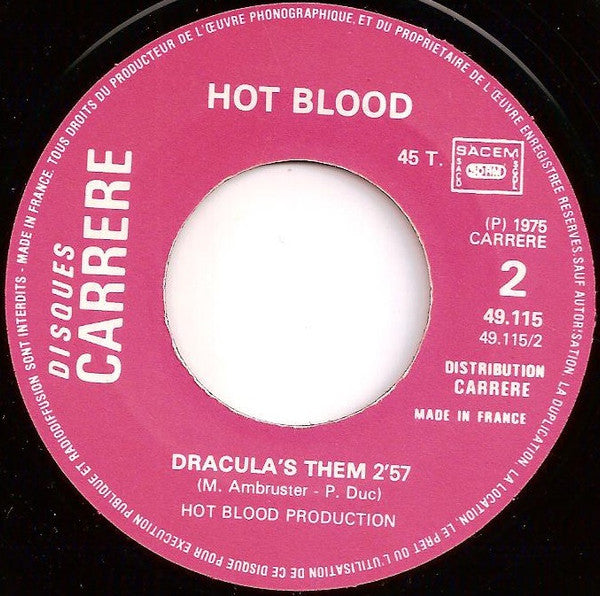 TOUS DROITS DU PRODUCTEUR DE L'ŒUVRE PHONOGRAPHIQUE ET DU PROPRIETAIRE DE L'ŒUVRE ENREGISTREE RESERVES SAUF AUTORISATION. LA DUPLICATION, LA LOCATION, LE PRET OU L'UTILISATION DE CE DISQUE POUR EXECUTION PUBLIQUE ET RADIODIFFUSION SONT INTERDITS - MADE IN FRANCE.
HOT BLOOD
45 T.
SACEM
SACD
SDRM
SGDL
DISQUES
CARRERE
(P) 1975
CARRERE
2
49.115
49.115/2
DISTRIBUTION
CARRERE
MADE IN FRANCE
DRACULA'S THEM 2'57
(M. Ambruster - P. Duc)
HOT BLOOD PRODUCTION